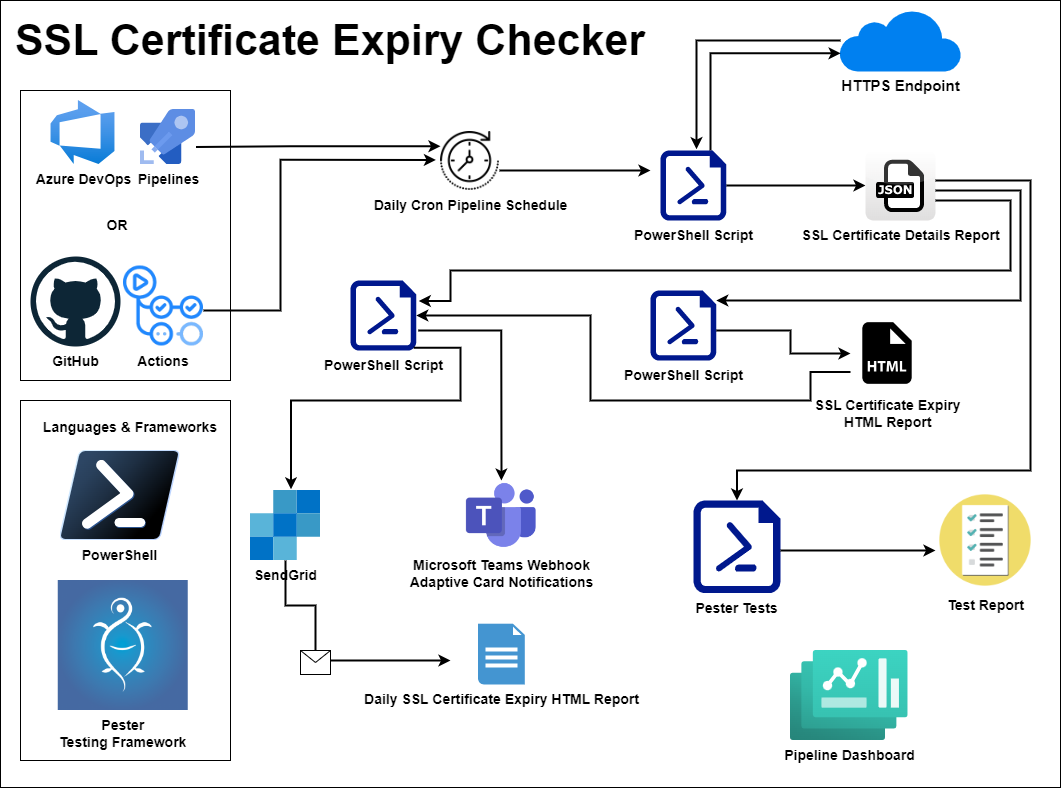 SSL Certificate Expiry Checker
HTTPS Endpoint
Azure DevOps
Pipelines
OR
GitHub
Actions
Daily Cron Pipeline Schedule
PowerShell Script
JSON
SSL Certificate Details Report
PowerShell Script
PowerShell Script
HTML
SSL Certificate Expiry
HTML Report
Languages & Frameworks
PowerShell
Pester
Testing Framework
SendGrid
T
Microsoft Teams Webhook
Adaptive Card Notifications
Pester Tests
Test Report
Daily SSL Certificate Expiry HTML Report
Pipeline Dashboard